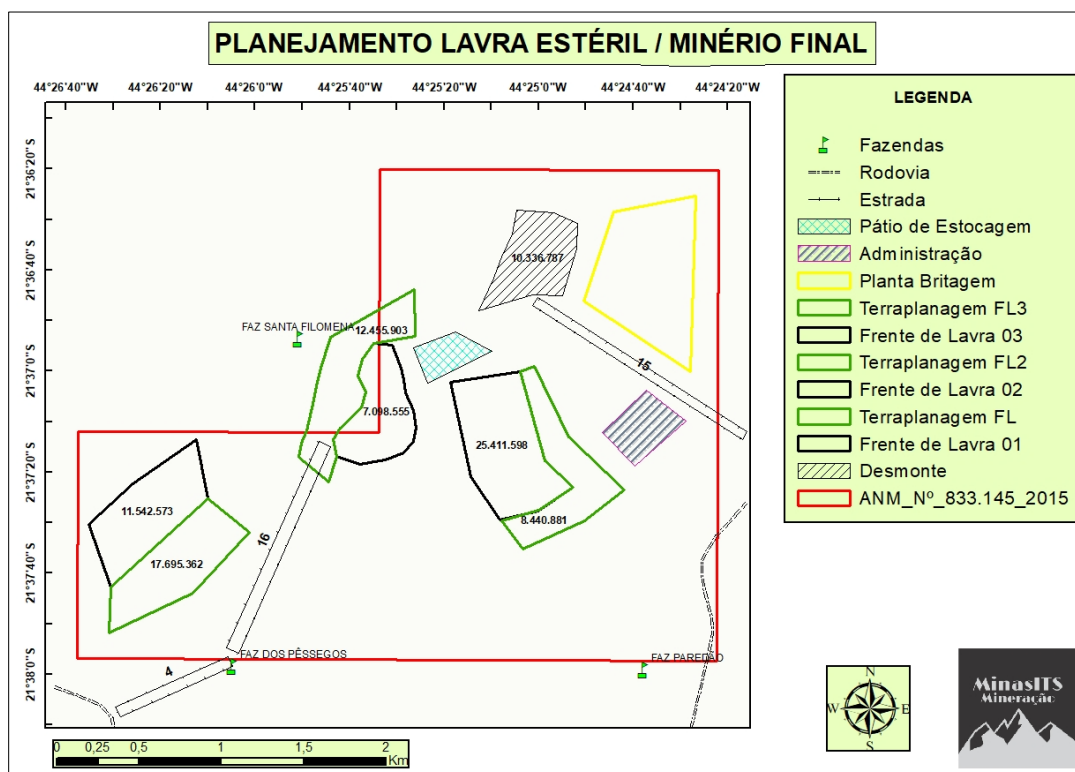 PLANEJAMENTO LAVRA ESTÉRIL / MINÉRIO FINAL
44°26'40"W 44°26'20"W 44°26'0"W 44°25'40"W 44°25'20"W 44°25'0"W 44°24'40"W 44°24'20"W
21°36'20"S
21°36'40"S
21°37'0"S
21°37'20"S
21°37'40"S
21°38'0"S
10.336.787
FAZ SANTA FILOMENA
12.455.903
15
7.098.555
25.411.598
11.542.573
8.440.881
16
17.695.362
FAZ DOS PÊSSEGOS
FAZ PAREDÃO
4
LEGENDA
Fazendas
Rodovia
Estrada
Pátio de Estocagem
Administração
Planta Britagem
Terraplanagem FL3
Frente de Lavra 03
Terraplanagem FL2
Frente de Lavra 02
Terraplanagem FL
Frente de Lavra 01
Desmonte
ANM_Nº_833.145_2015
0 0,25 0,5 1 1,5 2
Km
N
W E
S
MinasITS
Mineração